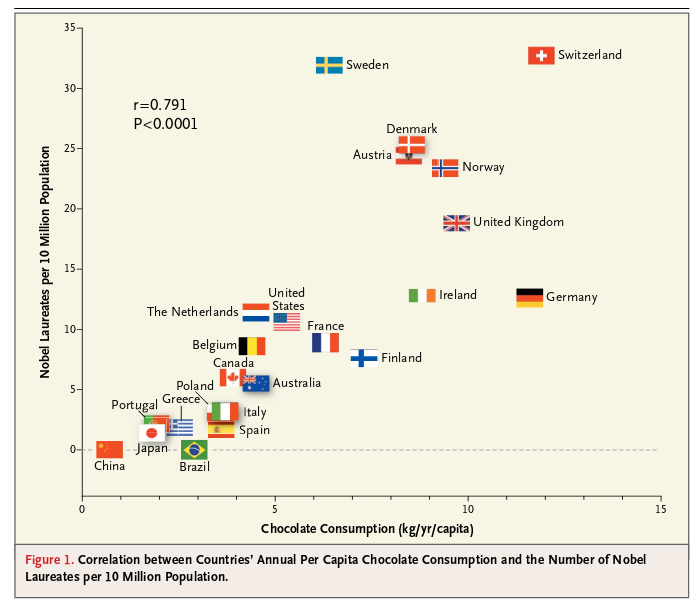 35
30
25
20
15
10
5
0
r=0.791
P<0.0001
Sweden
Switzerland
Denmark
Austria
Norway
United Kingdom
Ireland
Germany
United
States
The Netherlands
France
Belgium
Finland
Canada
Australia
Poland
Portugal
Greece
Italy
Spain
Japan
China
Brazil
0
5
10
15
Nobel Laureates per 10 Million Population
Chocolate Consumption (kg/yr/capita)
Figure 1. Correlation between Countries’ Annual Per Capita Chocolate Consumption and the Number of Nobel
Laureates per 10 Million Population.